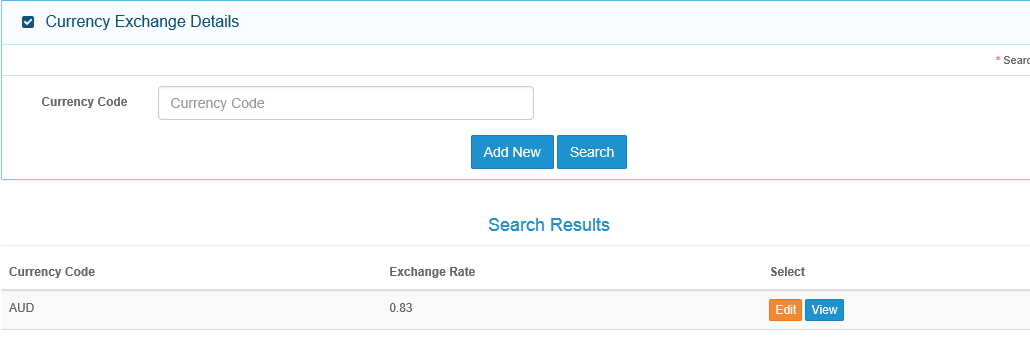 Currency Exchange Details
* Searc
Currency Code
Currency Code
Add New Search
Search Results
Currency Code Exchange Rate Select
AUD 0.83 Edit View